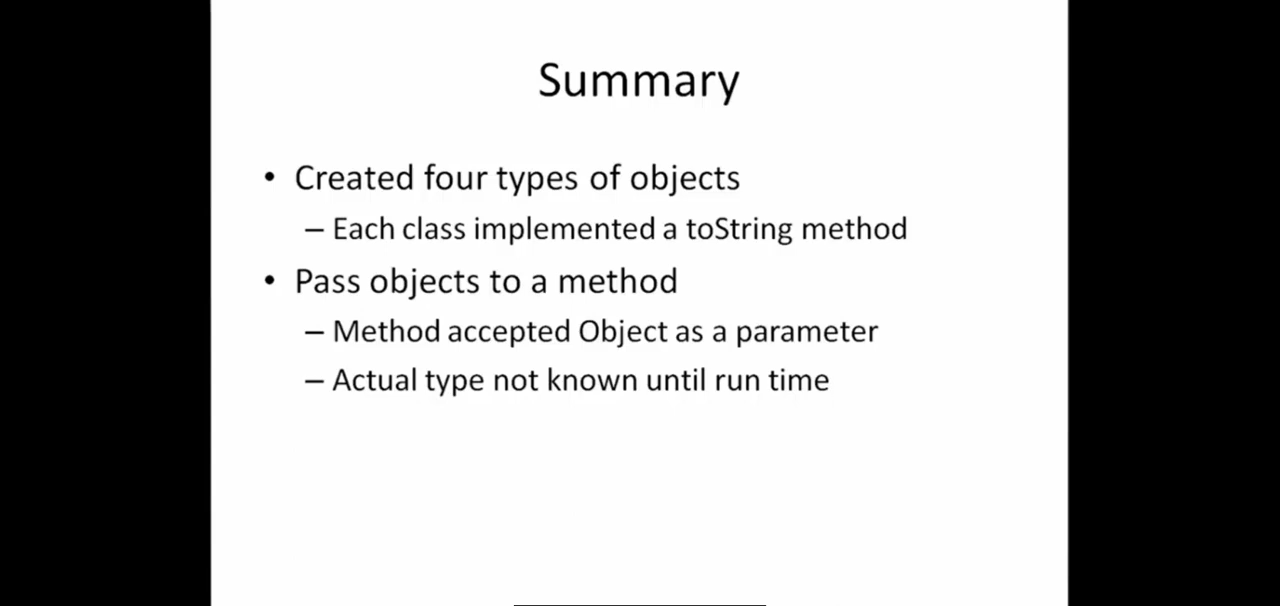 Summary
• Created four types of objects
– Each class implemented a toString method
• Pass objects to a method
– Method accepted Object as a parameter
– Actual type not known until run time